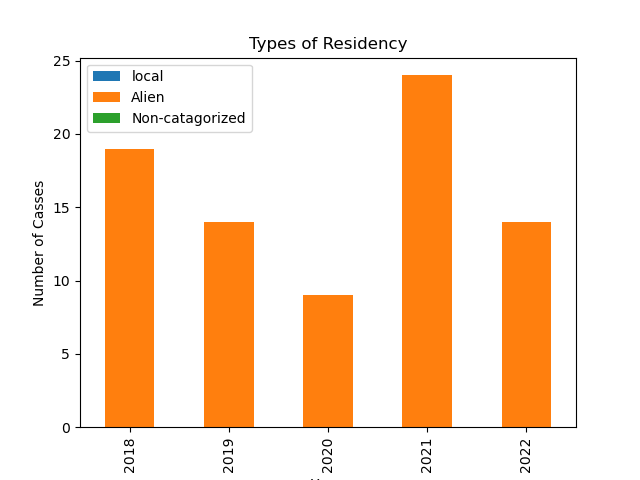 Types of Residency
25
20
15
10
5
0
Number of Casses
local
Alien
Non-catagorized
2018
2019
2020
2021
2022